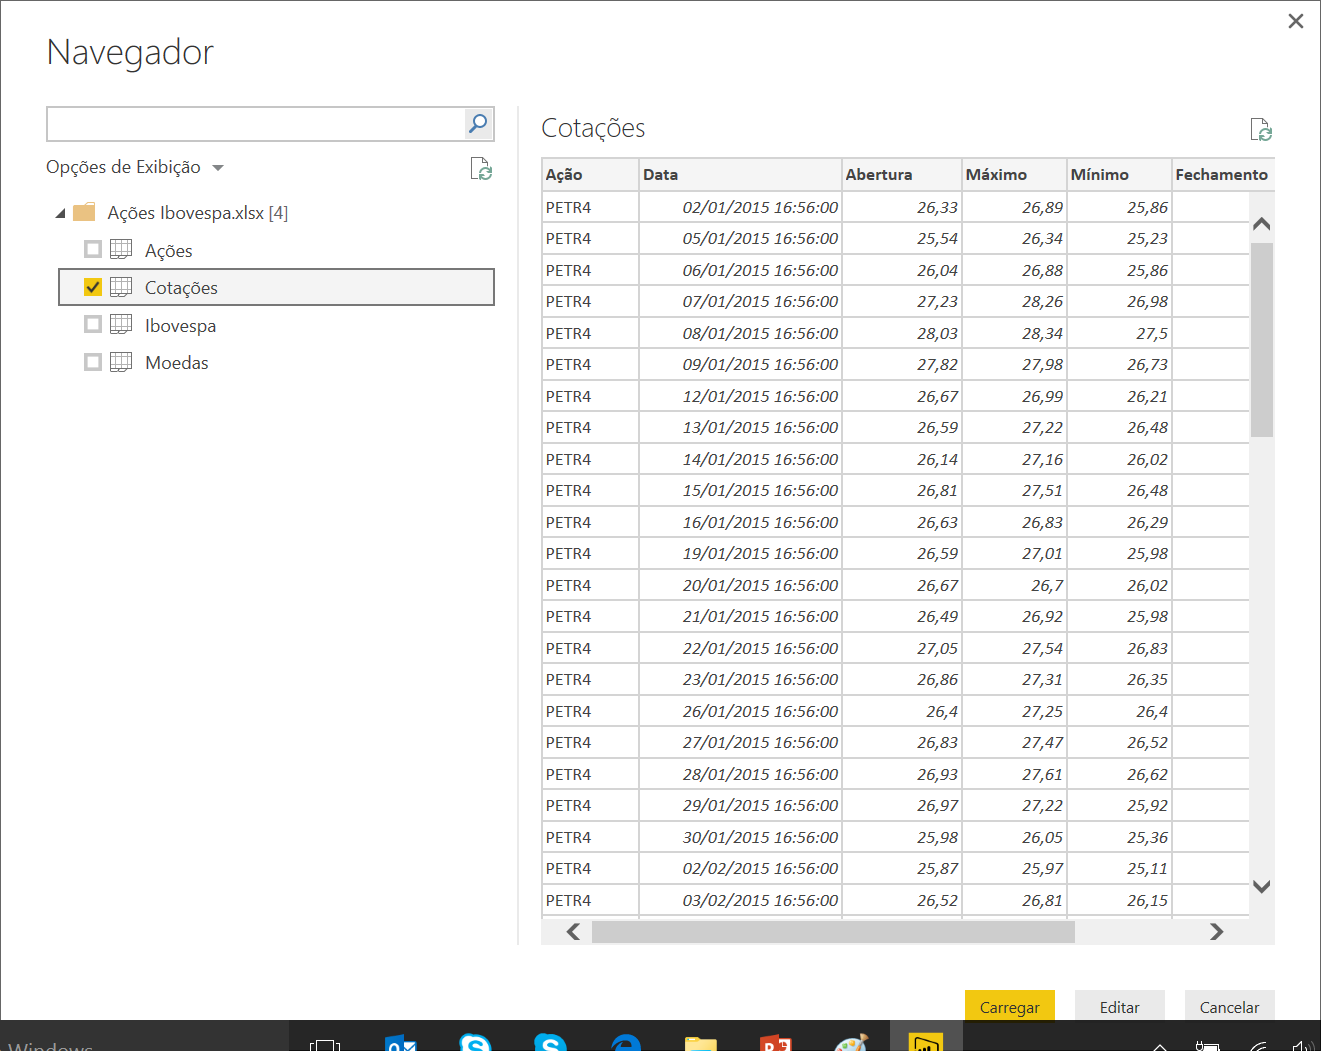 Navegador
Opções de Exibição
Ações Ibovespa.xlsx [4]
Ações
Cotações
Ibovespa
Moedas
Cotações
Ação Data Abertura Máximo Mínimo Fechamento
PETR4 02/01/2015 16:56:00 26,33 26,89 25,86
PETR4 05/01/2015 16:56:00 25,54 26,34 25,23
PETR4 06/01/2015 16:56:00 26,04 26,88 25,86
PETR4 07/01/2015 16:56:00 27,23 28,26 26,98
PETR4 08/01/2015 16:56:00 28,03 28,34 27,5
PETR4 09/01/2015 16:56:00 27,82 27,98 26,73
PETR4 12/01/2015 16:56:00 26,67 26,99 26,21
PETR4 13/01/2015 16:56:00 26,59 27,22 26,48
PETR4 14/01/2015 16:56:00 26,14 27,16 26,02
PETR4 15/01/2015 16:56:00 26,81 27,51 26,48
PETR4 16/01/2015 16:56:00 26,63 26,83 26,29
PETR4 19/01/2015 16:56:00 26,59 27,01 25,98
PETR4 20/01/2015 16:56:00 26,67 26,7 26,02
PETR4 21/01/2015 16:56:00 26,49 26,92 25,98
PETR4 22/01/2015 16:56:00 27,05 27,54 26,83
PETR4 23/01/2015 16:56:00 26,86 27,31 26,35
PETR4 26/01/2015 16:56:00 26,4 27,25 26,4
PETR4 27/01/2015 16:56:00 26,83 27,47 26,52
PETR4 28/01/2015 16:56:00 26,93 27,61 26,62
PETR4 29/01/2015 16:56:00 26,97 27,22 25,92
PETR4 30/01/2015 16:56:00 25,98 26,05 25,36
PETR4 02/02/2015 16:56:00 25,87 25,97 25,11
PETR4 03/02/2015 16:56:00 26,52 26,81 26,15
Carregar Editar Cancelar
Windows